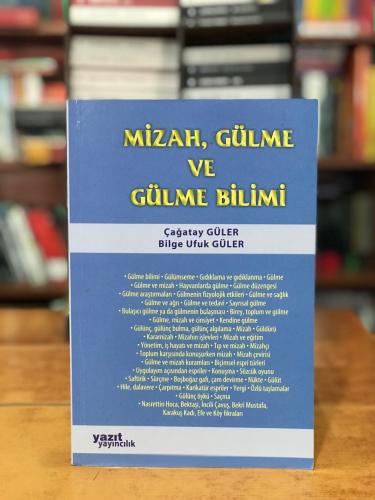 MİZAH, GÜLME
VE
GÜLME BİLİMİ
Çağatay GÜLER
Bilge Ufuk GÜLER
• Gülme bilimi • Gülümseme • Gıdıklama ve gıdıklanma • Gülme
• Gülme ve mizah • Hayvanlarda gülme • Gülme düzengesi
• Gülme araştırmaları • Gülmenin fizyolojik etkileri • Gülme ve sağlık
• Gülme ve ağrı • Gülme ve tedavi • Sayrısal gülme
• Bulaşıcı gülme ya da gülmenin bulaşması • Birey, toplum ve gülme
• Gülme, mizah ve cinsiyet • Kendine gülme
• Gülünç, gülünç bulma, gülünç algılama • Mizah • Güldürü
• Karamizah • Mizahın işlevleri • Mizah ve eğitim
• Yönetim, iş hayatı ve mizah • Tıp ve mizah • Mizahçı
• Toplum karşısında konuşurken mizah • Mizah çevirisi
• Gülme ve mizah kuramları • Biçimsel espri türleri
• Uygulayım açısından espriler • Konuşma • Sözcük oyunu
• Saftirik • Sürçme • Boşboğaz gafı, çam devirme • Nükte • Gülüt
• Hile, dalavere • Çarpıtma • Karikatür espriler • Yergi • Özlü taşlamalar
• Gülünç öykü • Saçma
• Nasrettin Hoca, Bektaşi, İncili Çavuş, Bekri Mustafa,
Karakuş Kadı, Efe ve Köy fıkraları
yazıt
yayıncılık